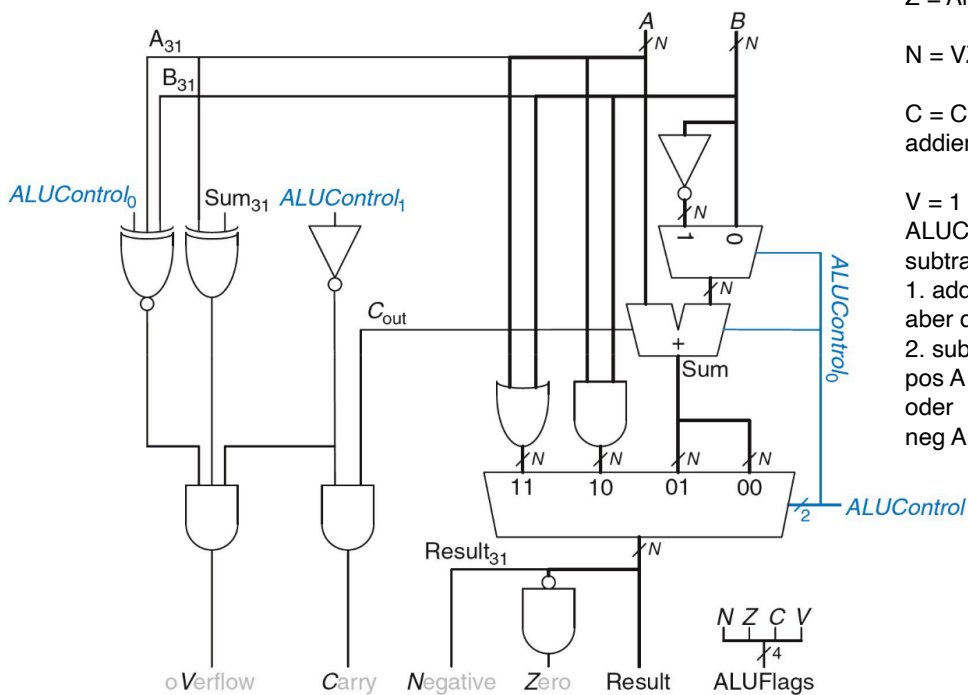 A B
N N
A31
B31
ALUControl0 Sum31 ALUControl1
N
1 0
N
ALUControl0
Cout
+
Sum
N N N N
11 10 01 00
2 ALUControl
N
Result31
N Z C V
4
oVerflow Carry Negative Zero Result ALUFlags
N =
C =
addier
V = 1
ALUC
subtra
1. add
aber
2. sub
pos A
oder
neg A